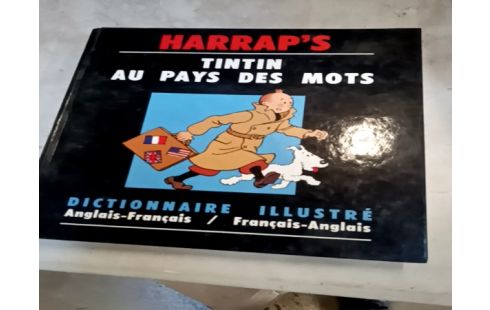 HARRAP'S
TINTIN
AU PAYS DES MOTS
DICTIONNAIRE ILLUSTRÉ
Anglais-Français / Français-Anglais